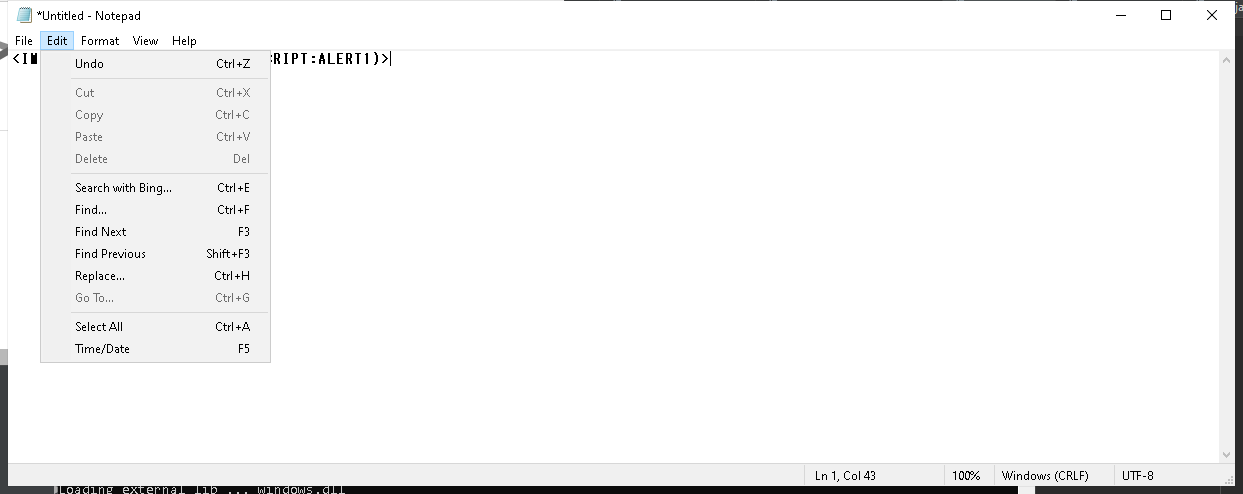 *Untitled - Notepad
File Edit Format View Help
<IM RIPT:ALERT1)>
Undo Ctrl+Z
Cut Ctrl+X
Copy Ctrl+C
Paste Ctrl+V
Delete Del
Search with Bing... Ctrl+E
Find... Ctrl+F
Find Next F3
Find Previous Shift+F3
Replace... Ctrl+H
Go To... Ctrl+G
Select All Ctrl+A
Time/Date F5
Ln 1, Col 43 100% Windows (CRLF) UTF-8
Loading external lib ... windows.dll